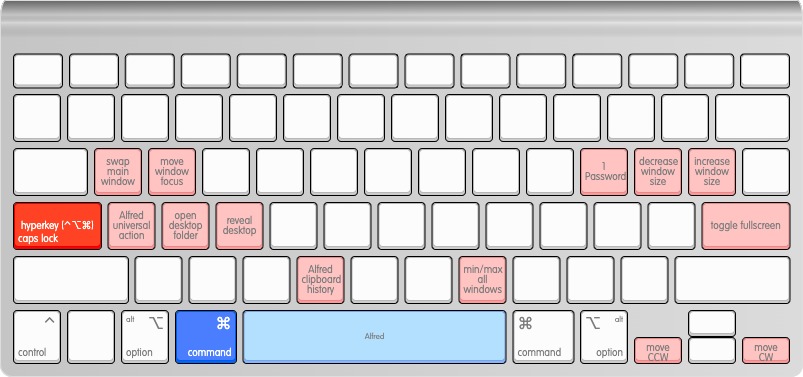 swap
main
window
move
window
focus
1
Password
decrease
window
size
increase
window
size
hyperkey (^⌥⌘)
caps lock
Alfred
universal
action
open
desktop
folder
reveal
desktop
toggle fullscreen
Alfred
clipboard
history
min/max
all
windows
^
control
alt ⌥
option
⌘
command
Alfred
⌘
command
⌥ alt
option
move
CCW
move
CW